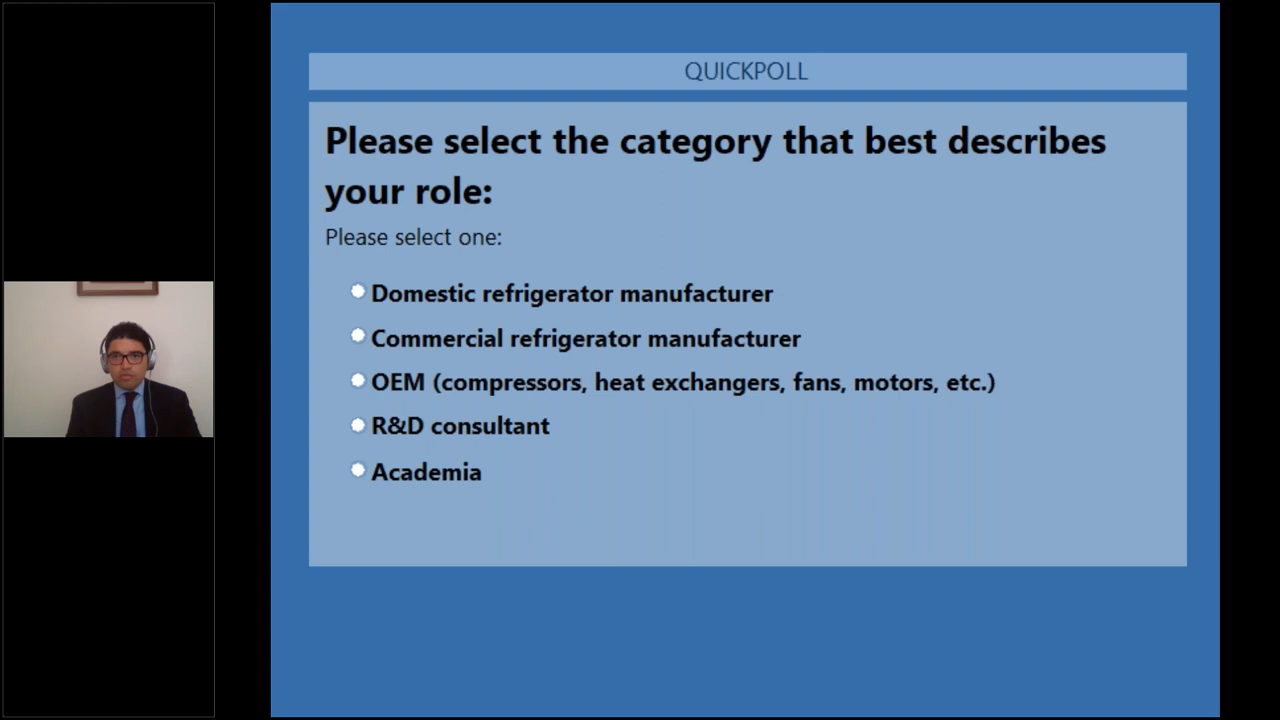 QUICKPOLL
Please select the category that best describes
your role:
Please select one:
Domestic refrigerator manufacturer
Commercial refrigerator manufacturer
OEM (compressors, heat exchangers, fans, motors, etc.)
R&D consultant
Academia